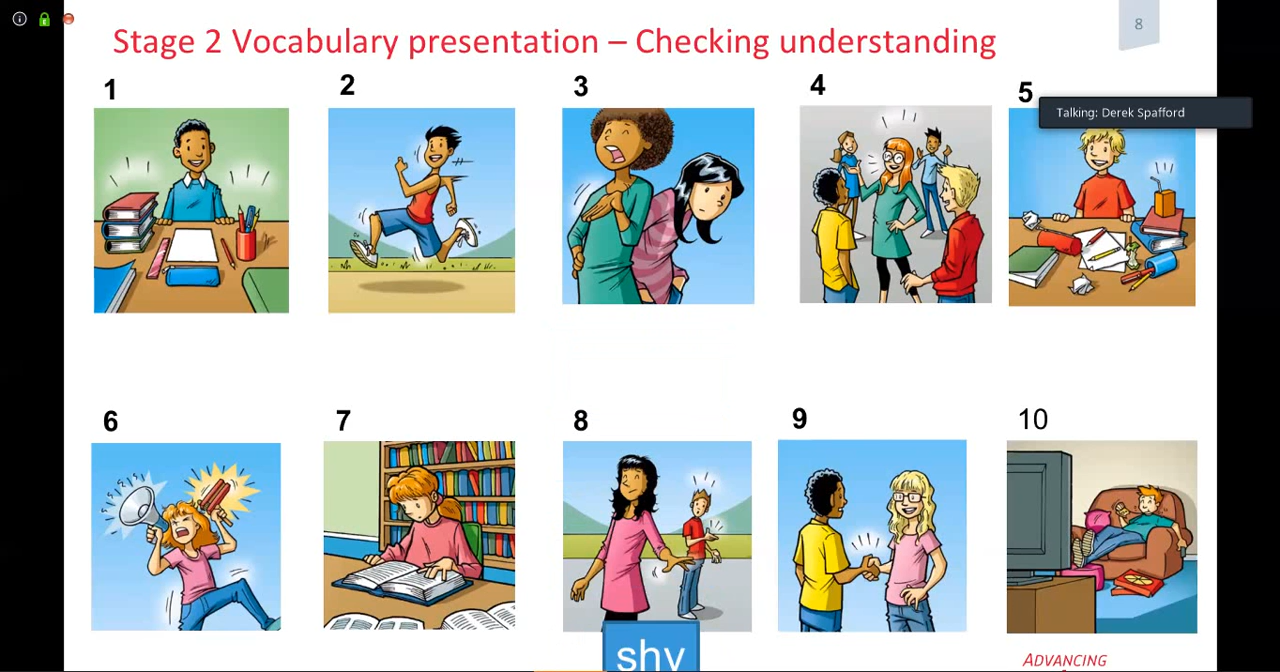 Stage 2 Vocabulary presentation – Checking understanding
8
1
2
3
4
5
Talking: Derek Spafford
6
7
8
9
10
shy
ADVANCING